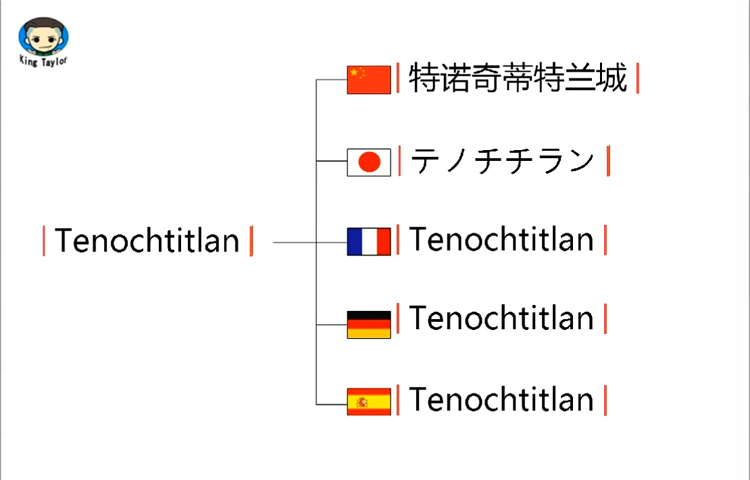 King Taylor
特诺奇蒂特兰城
テノチチラン
Tenochtitlan
Tenochtitlan
Tenochtitlan
Tenochtitlan